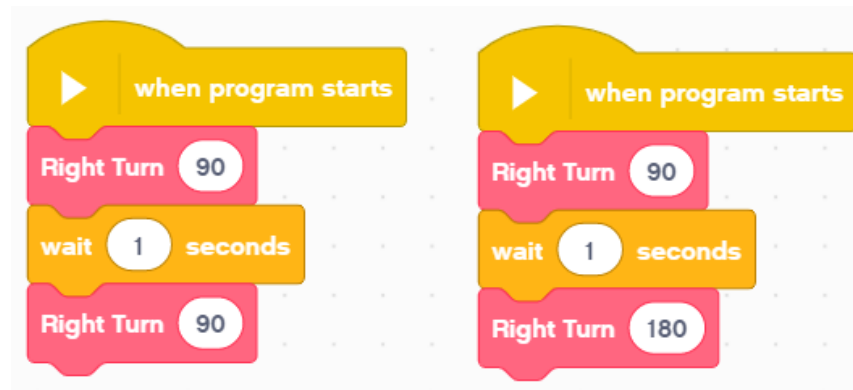 when program starts
Right Turn 90
wait 1 seconds
Right Turn 90
when program starts
Right Turn 90
wait 1 seconds
Right Turn 180